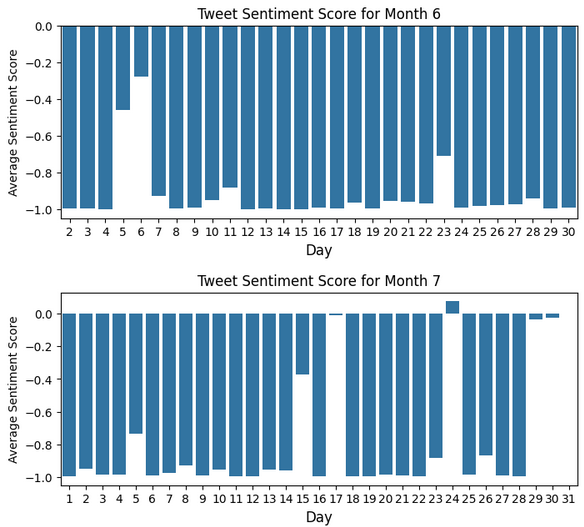 Tweet Sentiment Score for Month 6
Average Sentiment Score
0.0
−0.2
−0.4
−0.6
−0.8
−1.0
2 3 4 5 6 7 8 9 10 11 12 13 14 15 16 17 18 19 20 21 22 23 24 25 26 27 28 29 30
Day
Tweet Sentiment Score for Month 7
Average Sentiment Score
0.0
−0.2
−0.4
−0.6
−0.8
−1.0
1 2 3 4 5 6 7 8 9 10 11 12 13 14 15 16 17 18 19 20 21 22 23 24 25 26 27 28 29 30 31
Day